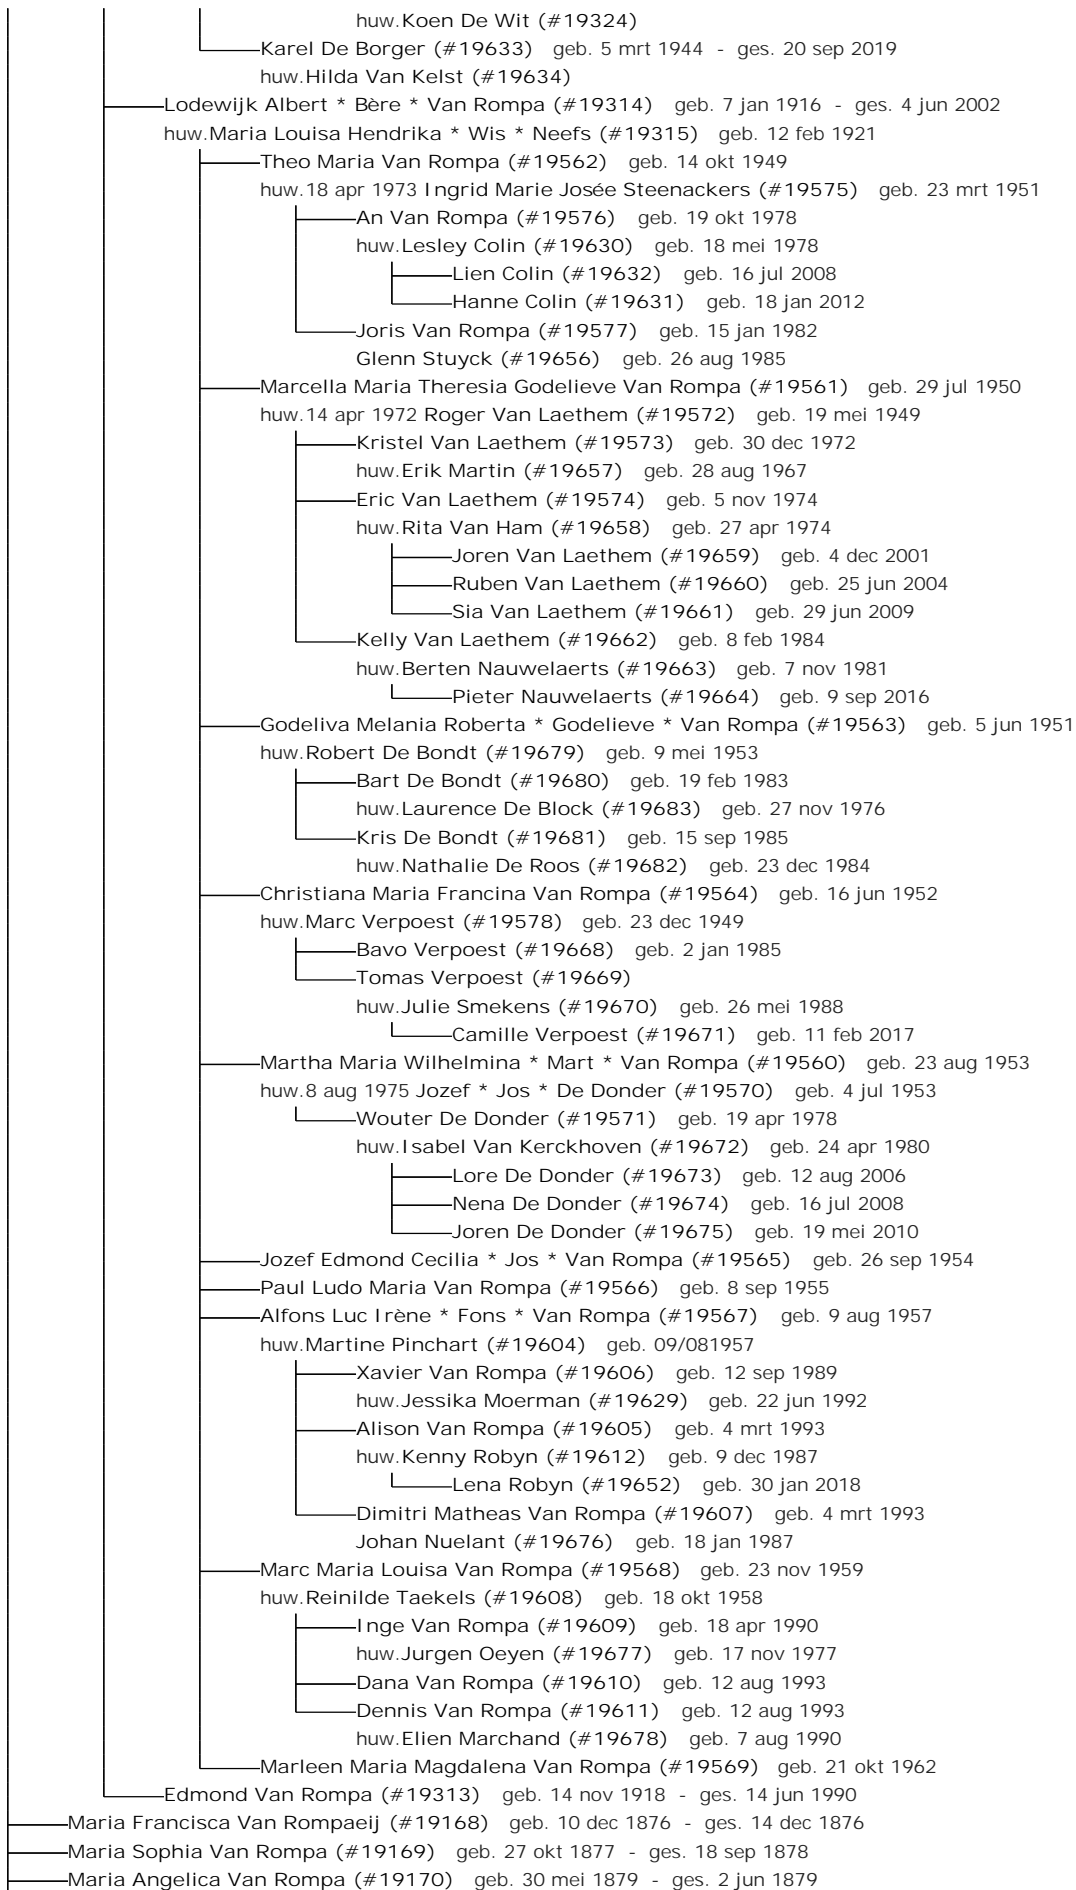 huw.Koen De Wit (#19324)
Karel De Borger (#19633) geb. 5 mrt 1944 - ges. 20 sep 2019
huw.Hilda Van Kelst (#19634)
Lodewijk Albert * Bère * Van Rompa (#19314) geb. 7 jan 1916 - ges. 4 jun 2002
huw.Maria Louisa Hendrika * Wis * Neefs (#19315) geb. 12 feb 1921
Theo Maria Van Rompa (#19562) geb. 14 okt 1949
huw.18 apr 1973 Ingrid Marie Josée Steenackers (#19575) geb. 23 mrt 1951
An Van Rompa (#19576) geb. 19 okt 1978
huw.Lesley Colin (#19630) geb. 18 mei 1978
Lien Colin (#19632) geb. 16 jul 2008
Hanne Colin (#19631) geb. 18 jan 2012
Joris Van Rompa (#19577) geb. 15 jan 1982
Glenn Stuyck (#19656) geb. 26 aug 1985
Marcella Maria Theresia Godelieve Van Rompa (#19561) geb. 29 jul 1950
huw.14 apr 1972 Roger Van Laethem (#19572) geb. 19 mei 1949
Kristel Van Laethem (#19573) geb. 30 dec 1972
huw.Erik Martin (#19657) geb. 28 aug 1967
Eric Van Laethem (#19574) geb. 5 nov 1974
huw.Rita Van Ham (#19658) geb. 27 apr 1974
Joren Van Laethem (#19659) geb. 4 dec 2001
Ruben Van Laethem (#19660) geb. 25 jun 2004
Sia Van Laethem (#19661) geb. 29 jun 2009
Kelly Van Laethem (#19662) geb. 8 feb 1984
huw.Berten Nauwelaerts (#19663) geb. 7 nov 1981
Pieter Nauwelaerts (#19664) geb. 9 sep 2016
Godeliva Melania Roberta * Godelieve * Van Rompa (#19563) geb. 5 jun 1951
huw.Robert De Bondt (#19679) geb. 9 mei 1953
Bart De Bondt (#19680) geb. 19 feb 1983
huw.Laurence De Block (#19683) geb. 27 nov 1976
Kris De Bondt (#19681) geb. 15 sep 1985
huw.Nathalie De Roos (#19682) geb. 23 dec 1984
Christiana Maria Francina Van Rompa (#19564) geb. 16 jun 1952
huw.Marc Verpoest (#19578) geb. 23 dec 1949
Bavo Verpoest (#19668) geb. 2 jan 1985
Tomas Verpoest (#19669)
huw.Julie Smekens (#19670) geb. 26 mei 1988
Camille Verpoest (#19671) geb. 11 feb 2017
Martha Maria Wilhelmina * Mart * Van Rompa (#19560) geb. 23 aug 1953
huw.8 aug 1975 Jozef * Jos * De Donder (#19570) geb. 4 jul 1953
Wouter De Donder (#19571) geb. 19 apr 1978
huw.Isabel Van Kerckhoven (#19672) geb. 24 apr 1980
Lore De Donder (#19673) geb. 12 aug 2006
Nena De Donder (#19674) geb. 16 jul 2008
Joren De Donder (#19675) geb. 19 mei 2010
Jozef Edmond Cecilia * Jos * Van Rompa (#19565) geb. 26 sep 1954
Paul Ludo Maria Van Rompa (#19566) geb. 8 sep 1955
Alfons Luc Irène * Fons * Van Rompa (#19567) geb. 9 aug 1957
huw.Martine Pinchart (#19604) geb. 09/081957
Xavier Van Rompa (#19606) geb. 12 sep 1989
huw.Jessika Moerman (#19629) geb. 22 jun 1992
Alison Van Rompa (#19605) geb. 4 mrt 1993
huw.Kenny Robyn (#19612) geb. 9 dec 1987
Lena Robyn (#19652) geb. 30 jan 2018
Dimitri Matheas Van Rompa (#19607) geb. 4 mrt 1993
Johan Nuelant (#19676) geb. 18 jan 1987
Marc Maria Louisa Van Rompa (#19568) geb. 23 nov 1959
huw.Reinilde Taekels (#19608) geb. 18 okt 1958
Inge Van Rompa (#19609) geb. 18 apr 1990
huw.Jurgen Oeyen (#19677) geb. 17 nov 1977
Dana Van Rompa (#19610) geb. 12 aug 1993
Dennis Van Rompa (#19611) geb. 12 aug 1993
huw.Elien Marchand (#19678) geb. 7 aug 1990
Marleen Maria Magdalena Van Rompa (#19569) geb. 21 okt 1962
Edmond Van Rompa (#19313) geb. 14 nov 1918 - ges. 14 jun 1990
Maria Francisca Van Rompaeij (#19168) geb. 10 dec 1876 - ges. 14 dec 1876
Maria Sophia Van Rompa (#19169) geb. 27 okt 1877 - ges. 18 sep 1878
Maria Angelica Van Rompa (#19170) geb. 30 mei 1879 - ges. 2 jun 1879